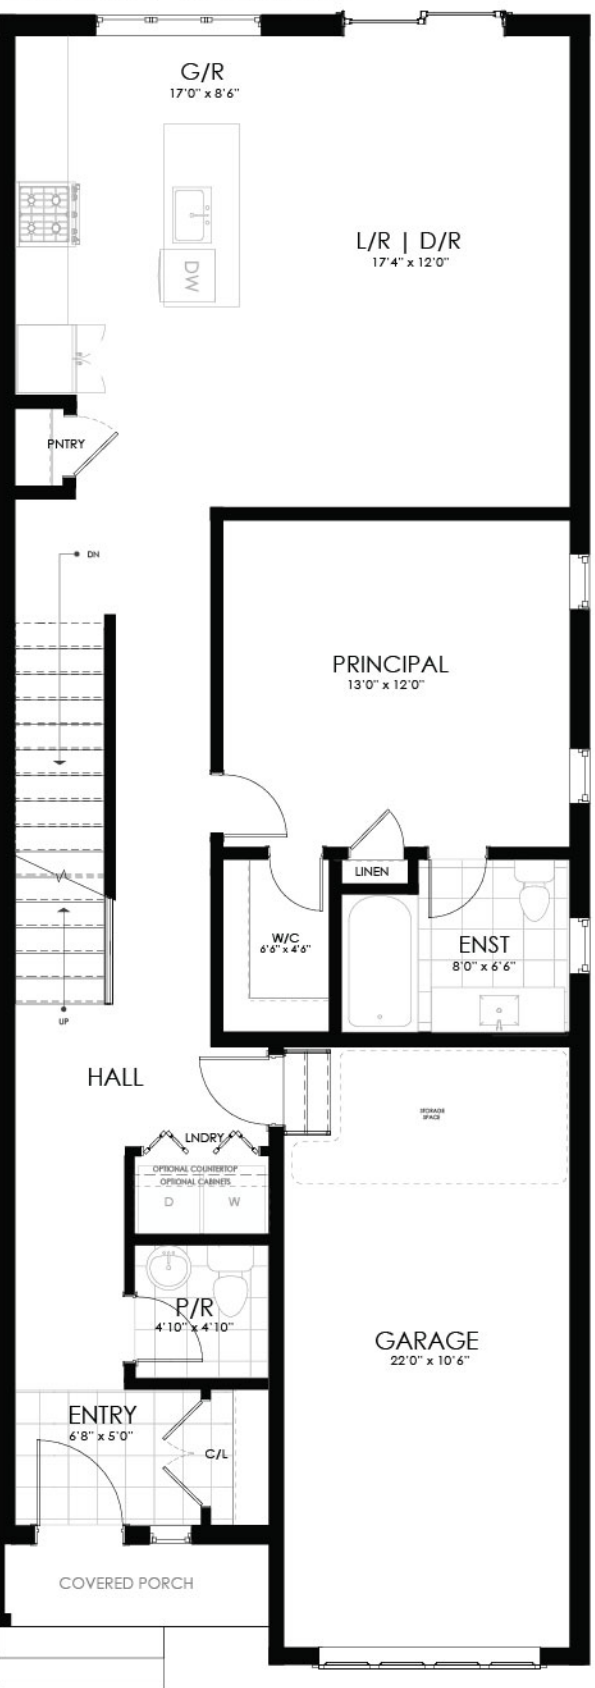 G/R
17'0" x 8'6"
L/R | D/R
17'4" x 12'0"
DW
PNTRY
DN
PRINCIPAL
13'0" x 12'0"
LINEN
W/C
6'6" x 4'6"
ENST
8'0" x 6'6"
UP
HALL
STORAGE
SPACE
LNDRY
OPTIONAL COUNTERTOP
OPTIONAL CABINETS
D W
P/R
4'10" x 4'10"
GARAGE
22'0" x 10'6"
ENTRY
6'8" x 5'0"
C/L
COVERED PORCH